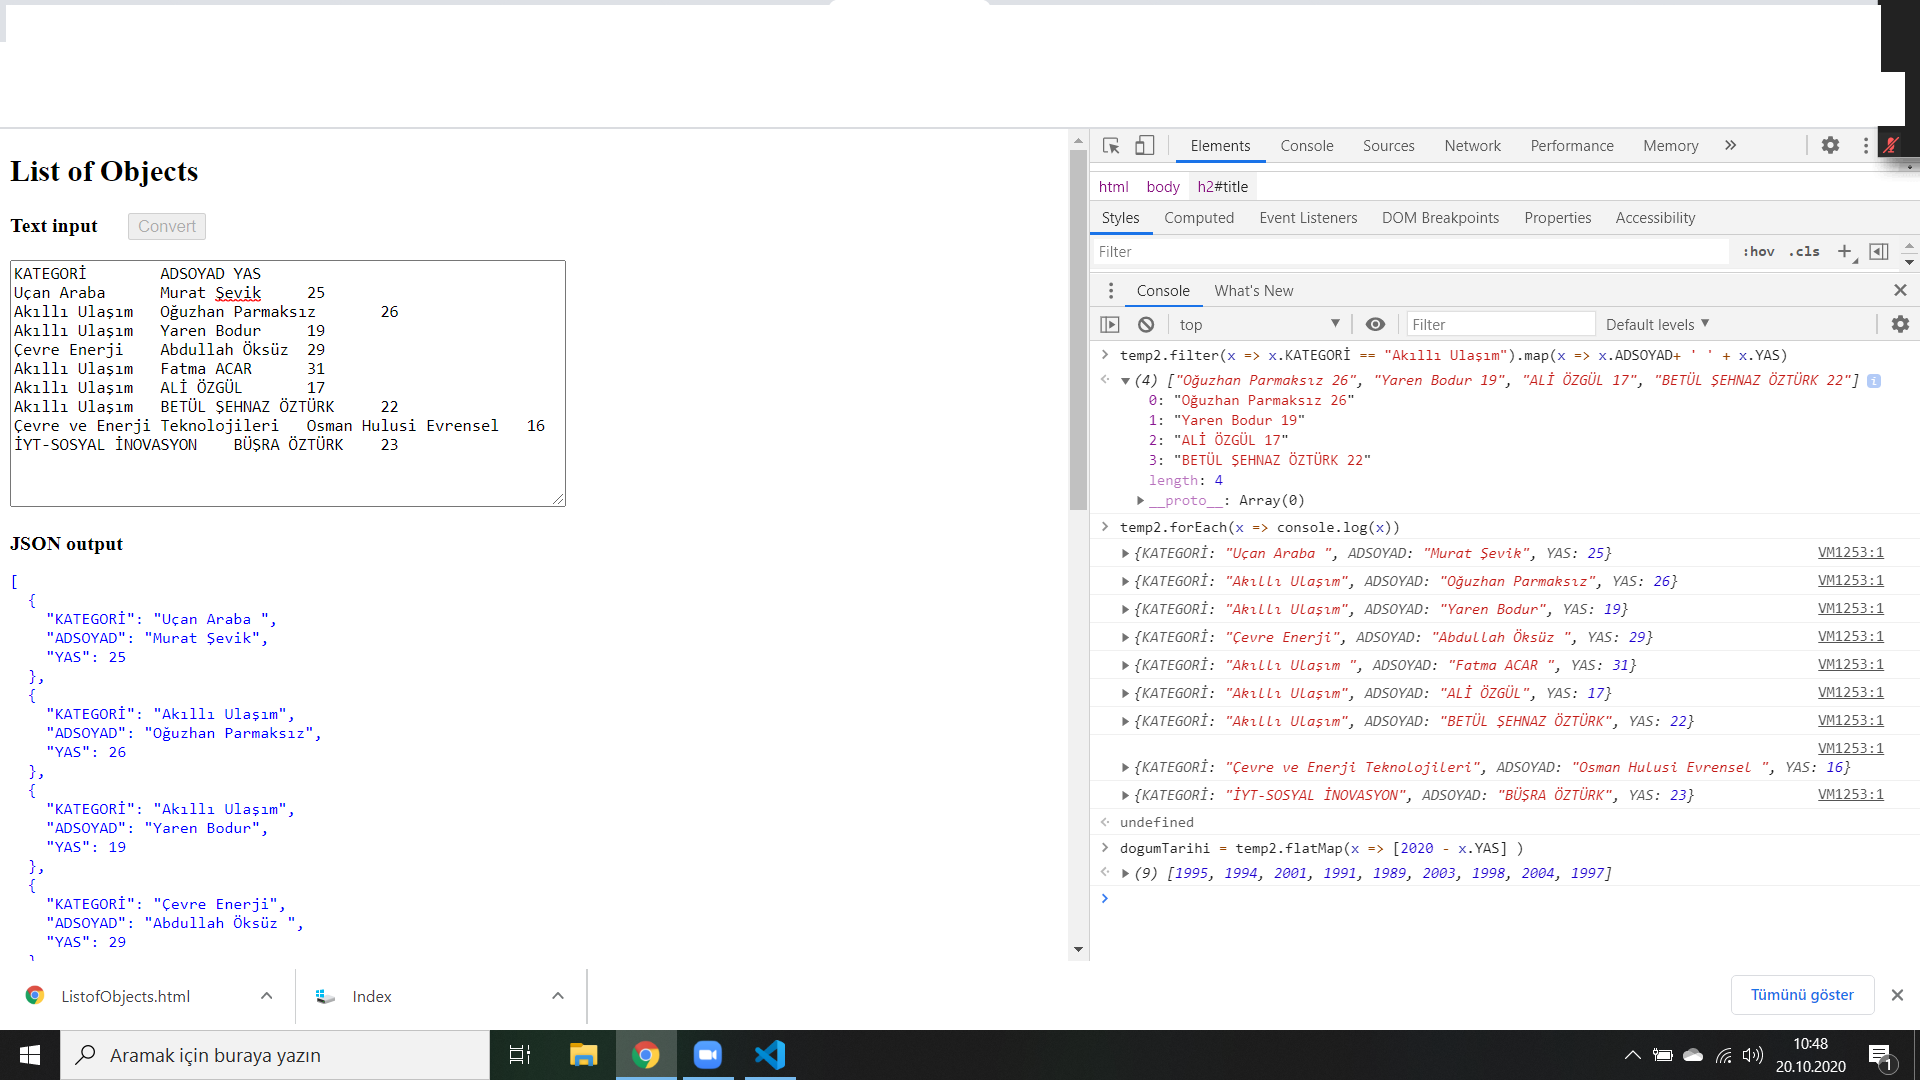 List of Objects
Text input Convert
KATEGORİ ADSOYAD YAS
Uçan Araba Murat Şevik 25
Akıllı Ulaşım Oğuzhan Parmaksız 26
Akıllı Ulaşım Yaren Bodur 19
Çevre Enerji Abdullah Öksüz 29
Akıllı Ulaşım Fatma ACAR 31
Akıllı Ulaşım ALİ ÖZGÜL 17
Akıllı Ulaşım BETÜL ŞEHNAZ ÖZTÜRK 22
Çevre ve Enerji Teknolojileri Osman Hulusi Evrensel 16
İYT-SOSYAL İNOVASYON BÜŞRA ÖZTÜRK 23
JSON output
[
{
"KATEGORİ": "Uçan Araba ",
"ADSOYAD": "Murat Şevik",
"YAS": 25
},
{
"KATEGORİ": "Akıllı Ulaşım",
"ADSOYAD": "Oğuzhan Parmaksız",
"YAS": 26
},
{
"KATEGORİ": "Akıllı Ulaşım",
"ADSOYAD": "Yaren Bodur",
"YAS": 19
},
{
"KATEGORİ": "Çevre Enerji",
"ADSOYAD": "Abdullah Öksüz ",
"YAS": 29
Elements Console Sources Network Performance Memory »
html body h2#title
Styles Computed Event Listeners DOM Breakpoints Properties Accessibility
Filter :hov .cls +
Console What's New
top Filter Default levels
temp2.filter(x => x.KATEGORİ == "Akıllı Ulaşım").map(x => x.ADSOYAD+ ' ' + x.YAS)
(4) ["Oğuzhan Parmaksız 26", "Yaren Bodur 19", "ALİ ÖZGÜL 17", "BETÜL ŞEHNAZ ÖZTÜRK 22"] i
0: "Oğuzhan Parmaksız 26"
1: "Yaren Bodur 19"
2: "ALİ ÖZGÜL 17"
3: "BETÜL ŞEHNAZ ÖZTÜRK 22"
length: 4
__proto__: Array(0)
temp2.forEach(x => console.log(x))
{KATEGORİ: "Uçan Araba ", ADSOYAD: "Murat Şevik", YAS: 25} VM1253:1
{KATEGORİ: "Akıllı Ulaşım", ADSOYAD: "Oğuzhan Parmaksız", YAS: 26} VM1253:1
{KATEGORİ: "Akıllı Ulaşım", ADSOYAD: "Yaren Bodur", YAS: 19} VM1253:1
{KATEGORİ: "Çevre Enerji", ADSOYAD: "Abdullah Öksüz ", YAS: 29} VM1253:1
{KATEGORİ: "Akıllı Ulaşım ", ADSOYAD: "Fatma ACAR ", YAS: 31} VM1253:1
{KATEGORİ: "Akıllı Ulaşım", ADSOYAD: "ALİ ÖZGÜL", YAS: 17} VM1253:1
{KATEGORİ: "Akıllı Ulaşım", ADSOYAD: "BETÜL ŞEHNAZ ÖZTÜRK", YAS: 22} VM1253:1
VM1253:1
{KATEGORİ: "Çevre ve Enerji Teknolojileri", ADSOYAD: "Osman Hulusi Evrensel ", YAS: 16}
{KATEGORİ: "İYT-SOSYAL İNOVASYON", ADSOYAD: "BÜŞRA ÖZTÜRK", YAS: 23} VM1253:1
undefined
dogumTarihi = temp2.flatMap(x => [2020 - x.YAS] )
(9) [1995, 1994, 2001, 1991, 1989, 2003, 1998, 2004, 1997]
ListofObjects.html Index Tümünü göster
Aramak için buraya yazın
10:48
20.10.2020
1